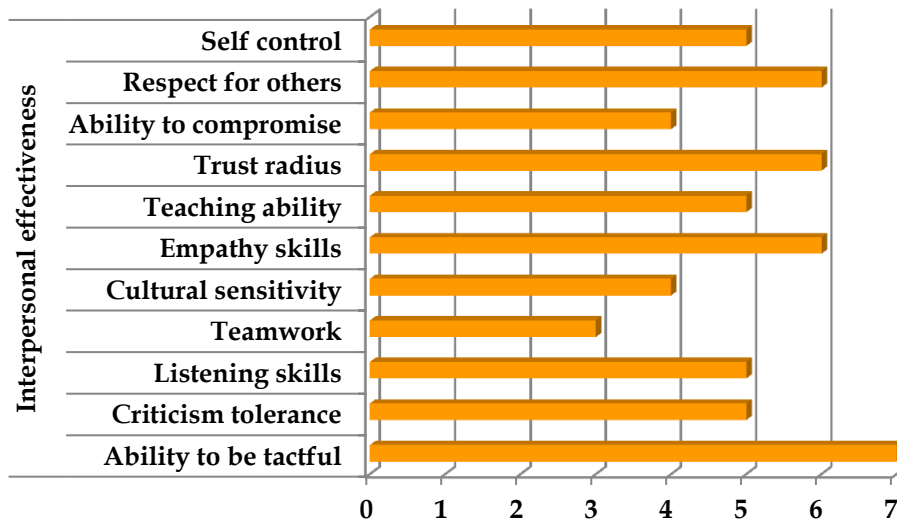 Interpersonal effectiveness
Self control
Respect for others
Ability to compromise
Trust radius
Teaching ability
Empathy skills
Cultural sensitivity
Teamwork
Listening skills
Criticism tolerance
Ability to be tactful
0 1 2 3 4 5 6 7